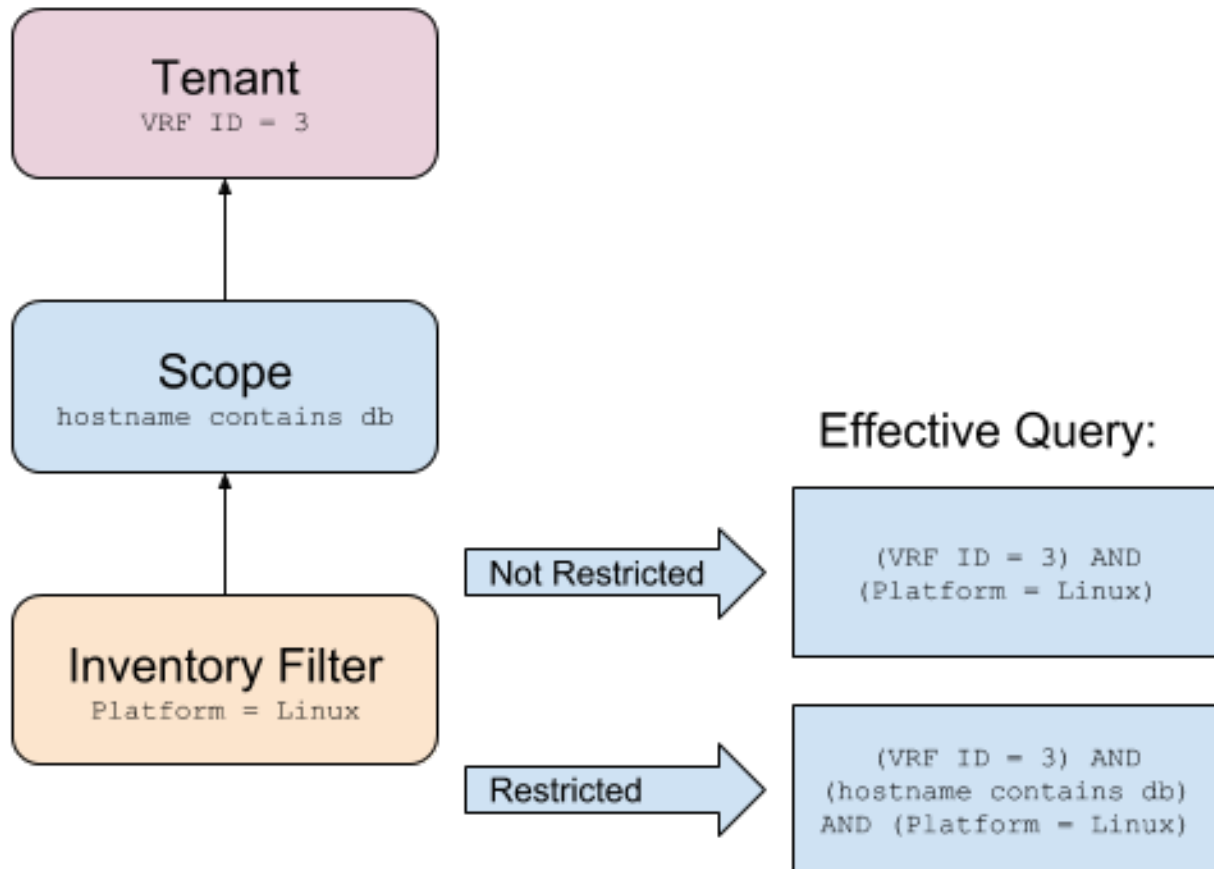 Tenant
VRF ID = 3
Scope
hostname contains db
Inventory Filter
Platform = Linux
Effective Query:
Not Restricted
(VRF ID = 3) AND
(Platform = Linux)
Restricted
(VRF ID = 3) AND
(hostname contains db)
AND (Platform = Linux)